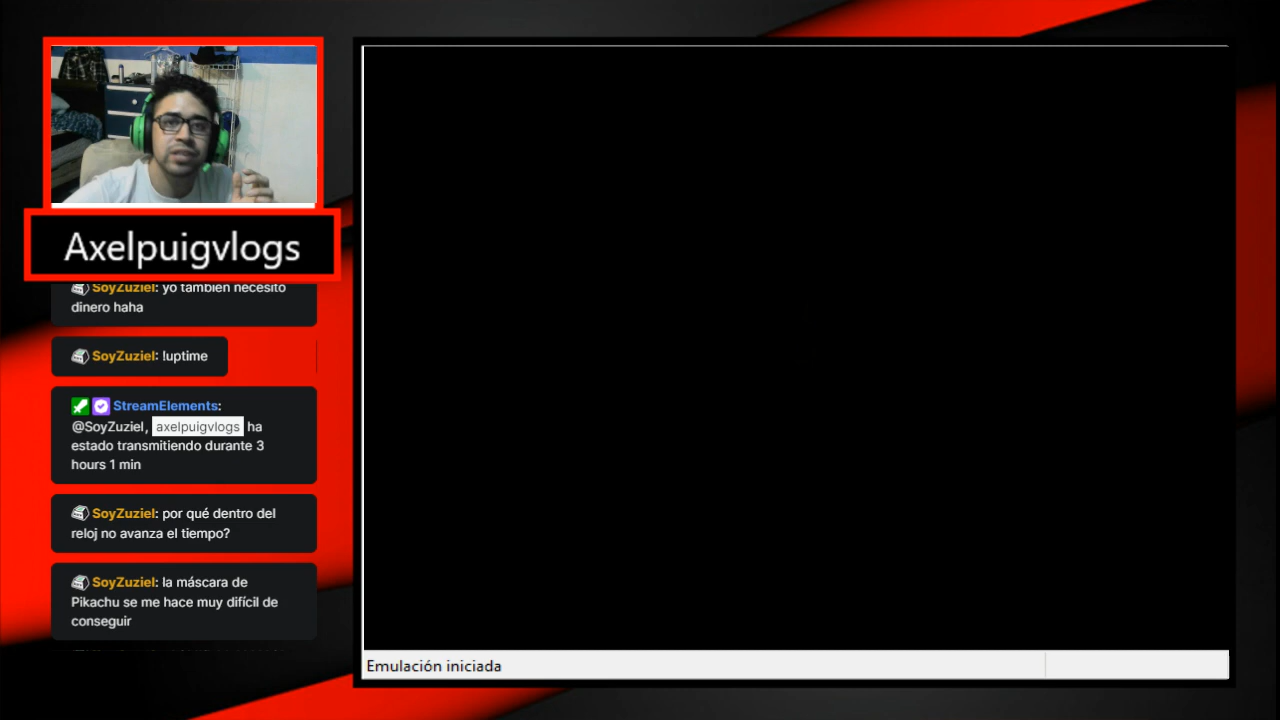 Axelpuigvlogs
SoyZuziel: yo también necesito
dinero haha
SoyZuziel: !uptime
StreamElements:
@SoyZuziel, axelpuigvlogs ha
estado transmitiendo durante 3
hours 1 min
SoyZuziel: por qué dentro del
reloj no avanza el tiempo?
SoyZuziel: la máscara de
Pikachu se me hace muy difícil de
conseguir
Emulación iniciada